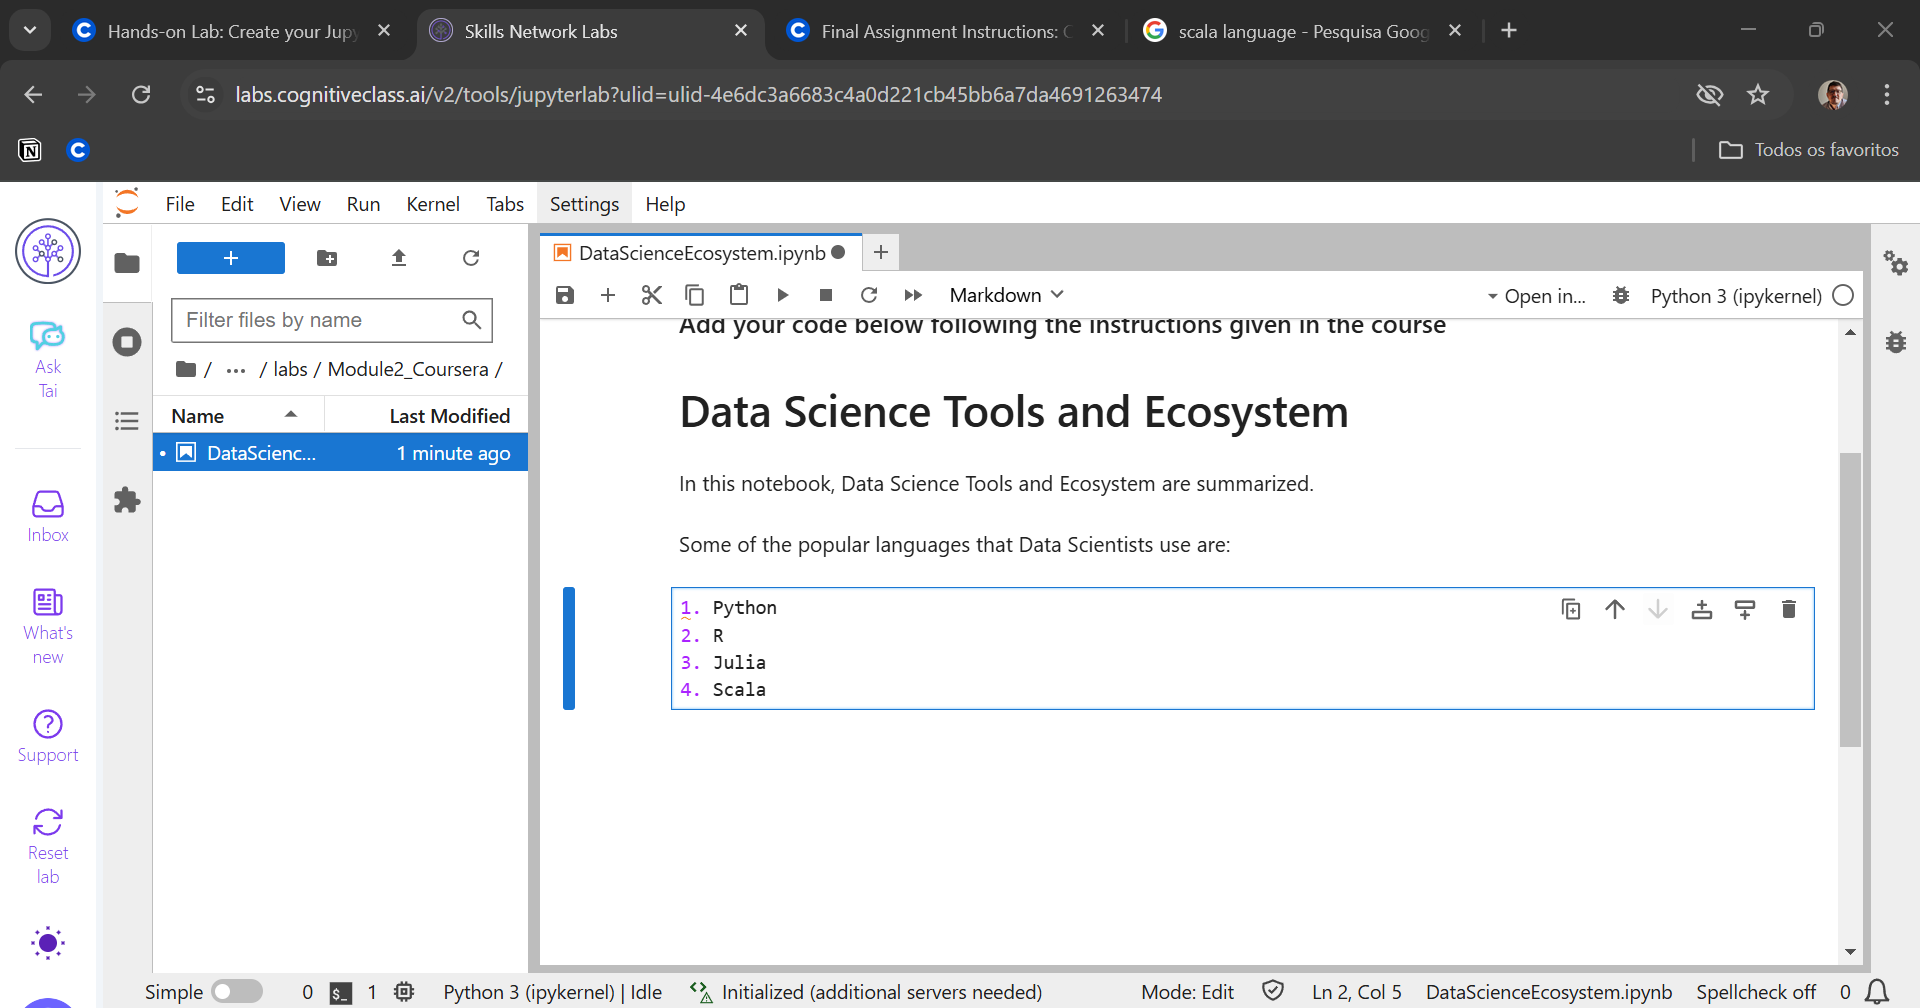 Hands-on Lab: Create your Jupy
Skills Network Labs
Final Assignment Instructions: C
scala language - Pesquisa Goog
labs.cognitiveclass.ai/v2/tools/jupyterlab?ulid=ulid-4e6dc3a6683c4a0d221cb45bb6a7da4691263474
Todos os favoritos
File Edit View Run Kernel Tabs Settings Help
Ask
Tai
Inbox
What's
new
Support
Reset
lab
Filter files by name
/ ... / labs / Module2_Coursera /
Name Last Modified
DataScienc... 1 minute ago
DataScienceEcosystem.ipynb
Markdown
Open in...
Python 3 (ipykernel)
Add your code below following the instructions given in the course
Data Science Tools and Ecosystem
In this notebook, Data Science Tools and Ecosystem are summarized.
Some of the popular languages that Data Scientists use are:
1. Python
2. R
3. Julia
4. Scala
Simple 0 $_ 1 Python 3 (ipykernel) | Idle Initialized (additional servers needed) Mode: Edit Ln 2, Col 5 DataScienceEcosystem.ipynb Spellcheck off 0